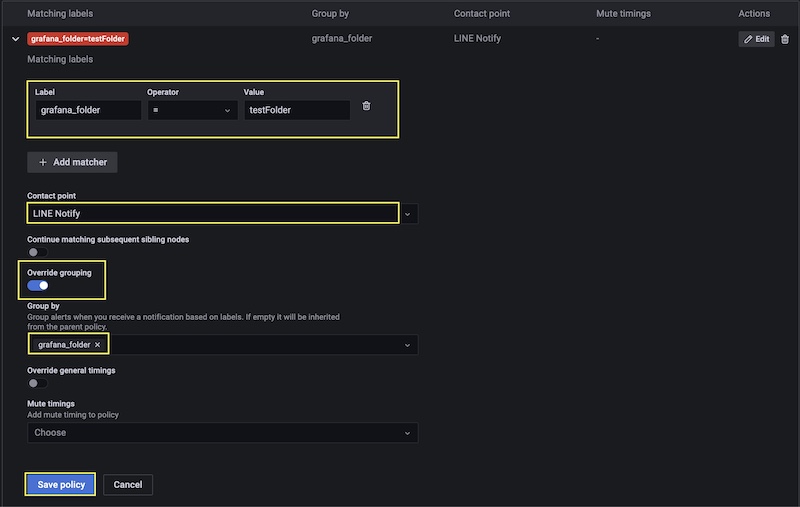 Matching labels Group by Contact point Mute timings Actions
grafana_folder=testFolder grafana_folder LINE Notify - Edit
Matching labels
Label Operator Value
grafana_folder = testFolder
+ Add matcher
Contact point
LINE Notify
Continue matching subsequent sibling nodes
Override grouping
Group by
Group alerts when you receive a notification based on labels. If empty it will be inherited
from the parent policy.
grafana_folder ×
Override general timings
Mute timings
Add mute timing to policy
Choose
Save policy Cancel